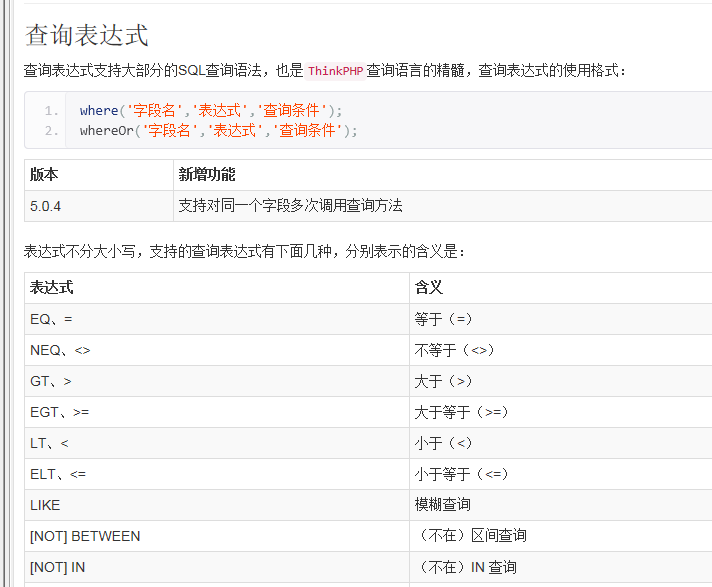 查询表达式
查询表达式支持大部分的SQL查询语法，也是 ThinkPHP 查询语言的精髓，查询表达式的使用格式：
1. where('字段名','表达式','查询条件');
2. whereOr('字段名','表达式','查询条件');
版本 新增功能
5.0.4 支持对同一个字段多次调用查询方法
表达式不分大小写，支持的查询表达式有下面几种，分别表示的含义是：
表达式 含义
EQ、= 等于（=）
NEQ、<> 不等于（<>）
GT、> 大于（>）
EGT、>= 大于等于（>=）
LT、< 小于（<）
ELT、<= 小于等于（<=）
LIKE 模糊查询
[NOT] BETWEEN （不在）区间查询
[NOT] IN （不在）IN 查询